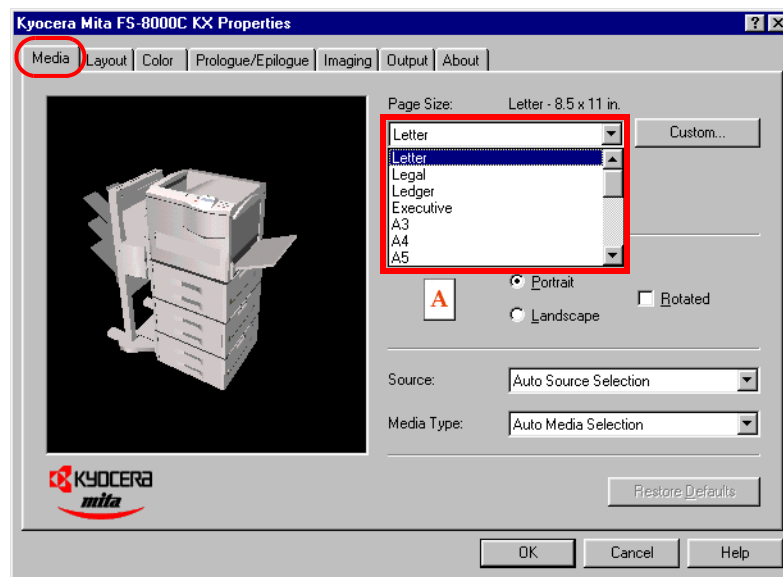 Kyocera Mita FS-8000C KX Properties
Media Layout Color Prologue/Epilogue Imaging Output About
Page Size: Letter - 8.5 x 11 in.
Letter
Custom...
Letter
Legal
Ledger
Executive
A3
A4
A5
A
Portrait
Landscape
Rotated
Source: Auto Source Selection
Media Type: Auto Media Selection
KYOCERA
mita
Restore Defaults
OK Cancel Help